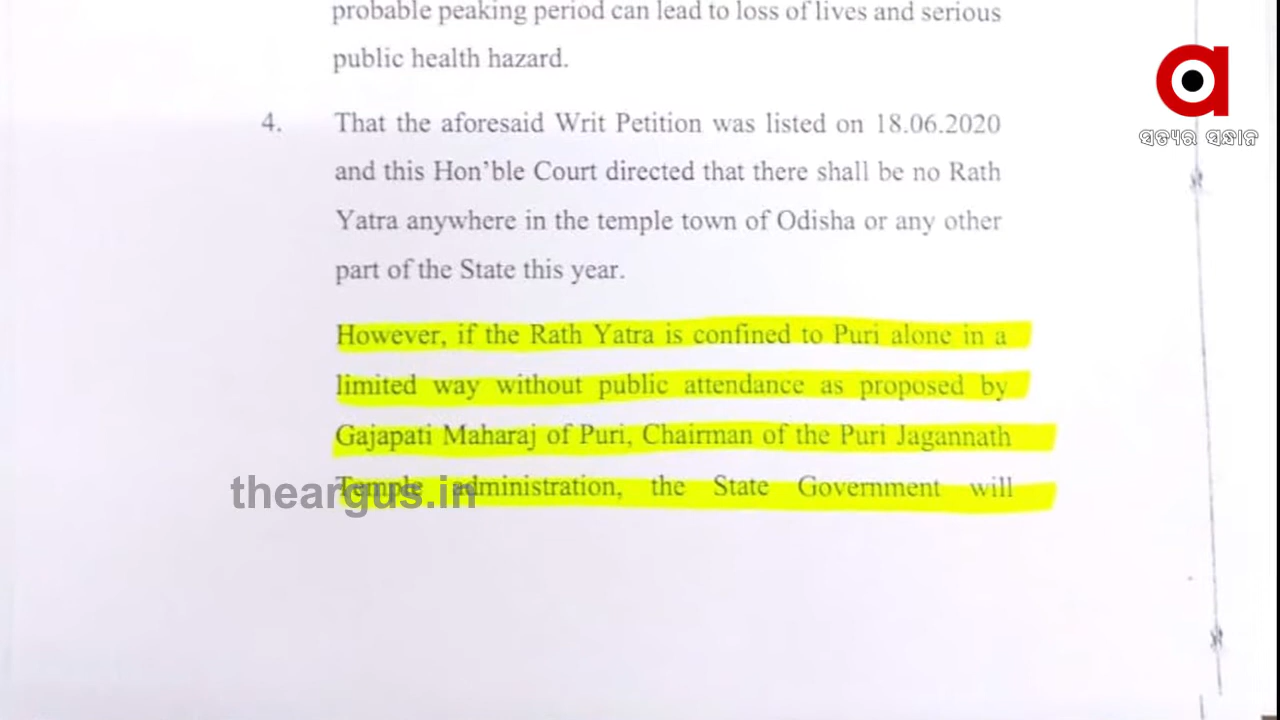 probable peaking period can lead to loss of lives and serious
public health hazard.
ସତ୍ୟର ସନ୍ଧାନ
4. That the aforesaid Writ Petition was listed on 18.06.2020
and this Hon'ble Court directed that there shall be no Rath
Yatra anywhere in the temple town of Odisha or any other
part of the State this year.
However, if the Rath Yatra is confined to Puri alone in a
limited way without public attendance as proposed by
Gajapati Maharaj of Puri, Chairman of the Puri Jagannath
Temple administration, the State Government will
theargus.in